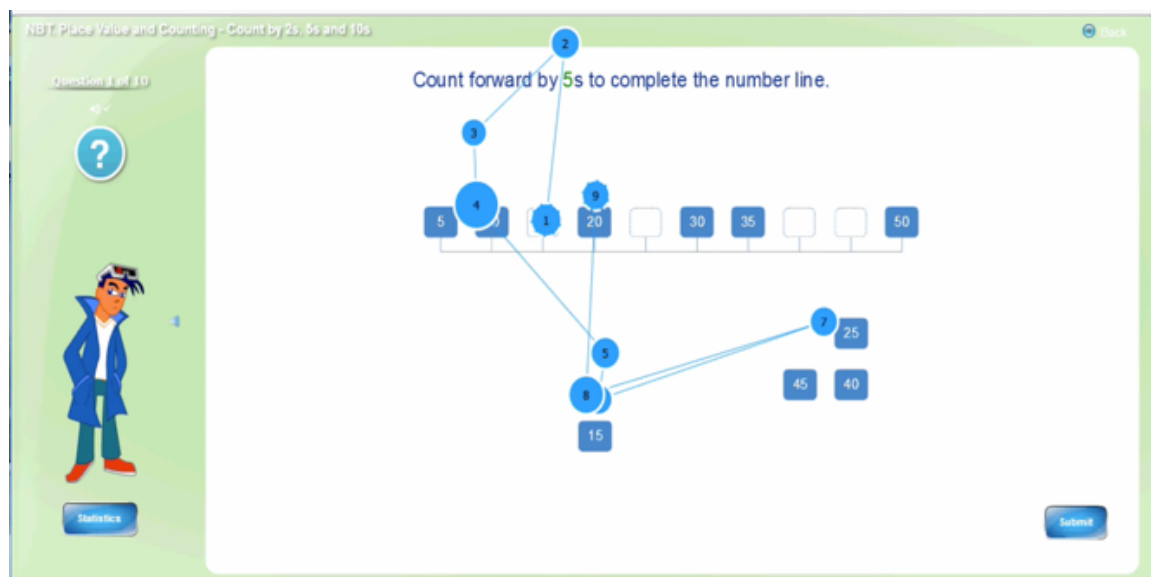 NBT. Place Value and Counting - Count by 2s, 5s and 10s
Back
Question 1 of 10
Count forward by 5s to complete the number line.
?
2
3
4
1
9
5 20 30 35 50
5
7
25
8
45 40
15
Statistics
Submit